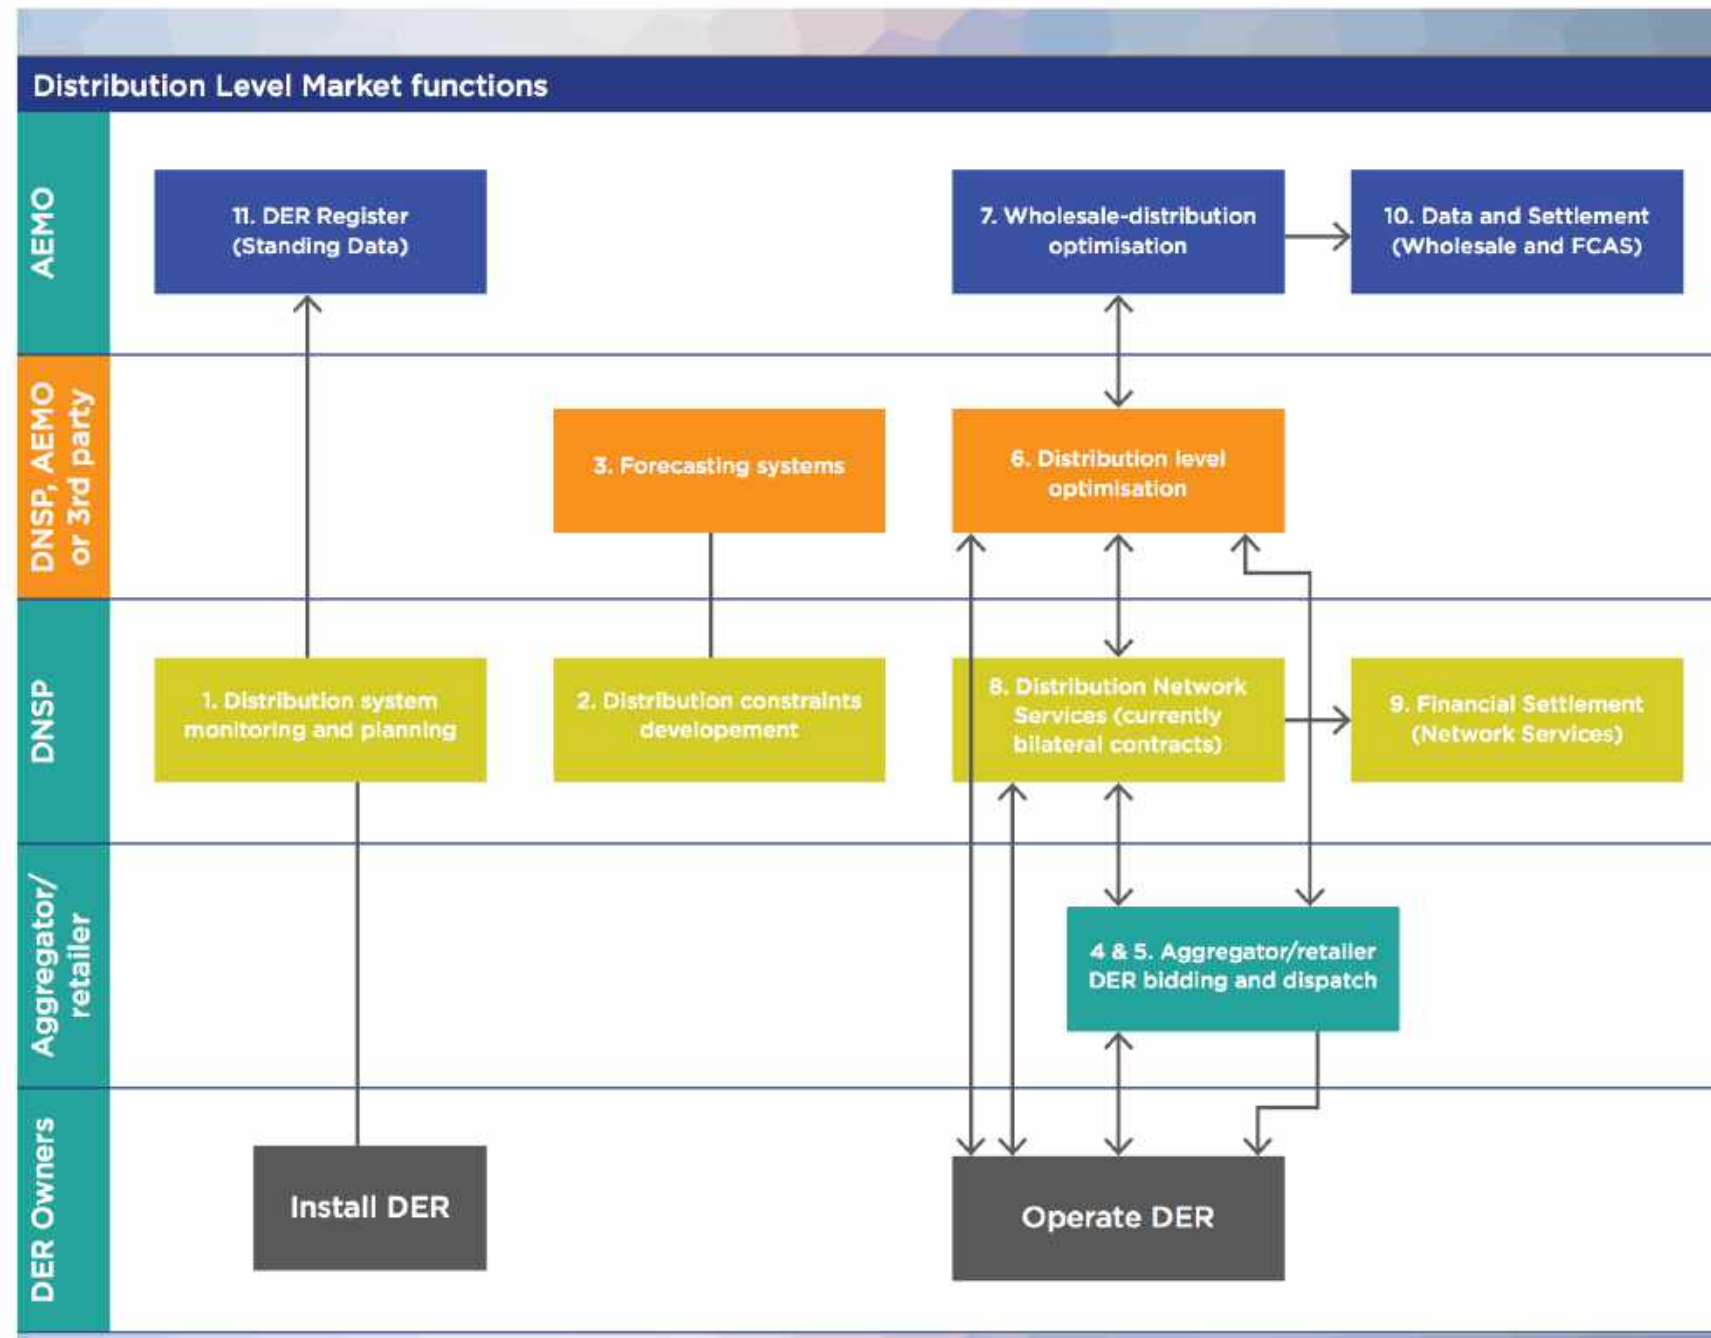 Distribution Level Market functions
AEMO
11. DER Register
(Standing Data)
7. Wholesale-distribution
optimisation
10. Data and Settlement
(Wholesale and FCAS)
DNSP, AEMO
or 3rd party
3. Forecasting systems
6. Distribution level
optimisation
DNSP
1. Distribution system
monitoring and planning
2. Distribution constraints
developement
8. Distribution Network
Services (currently
bilateral contracts)
9. Financial Settlement
(Network Services)
Aggregator/
retailer
4 & 5. Aggregator/retailer
DER bidding and dispatch
DER Owners
Install DER
Operate DER